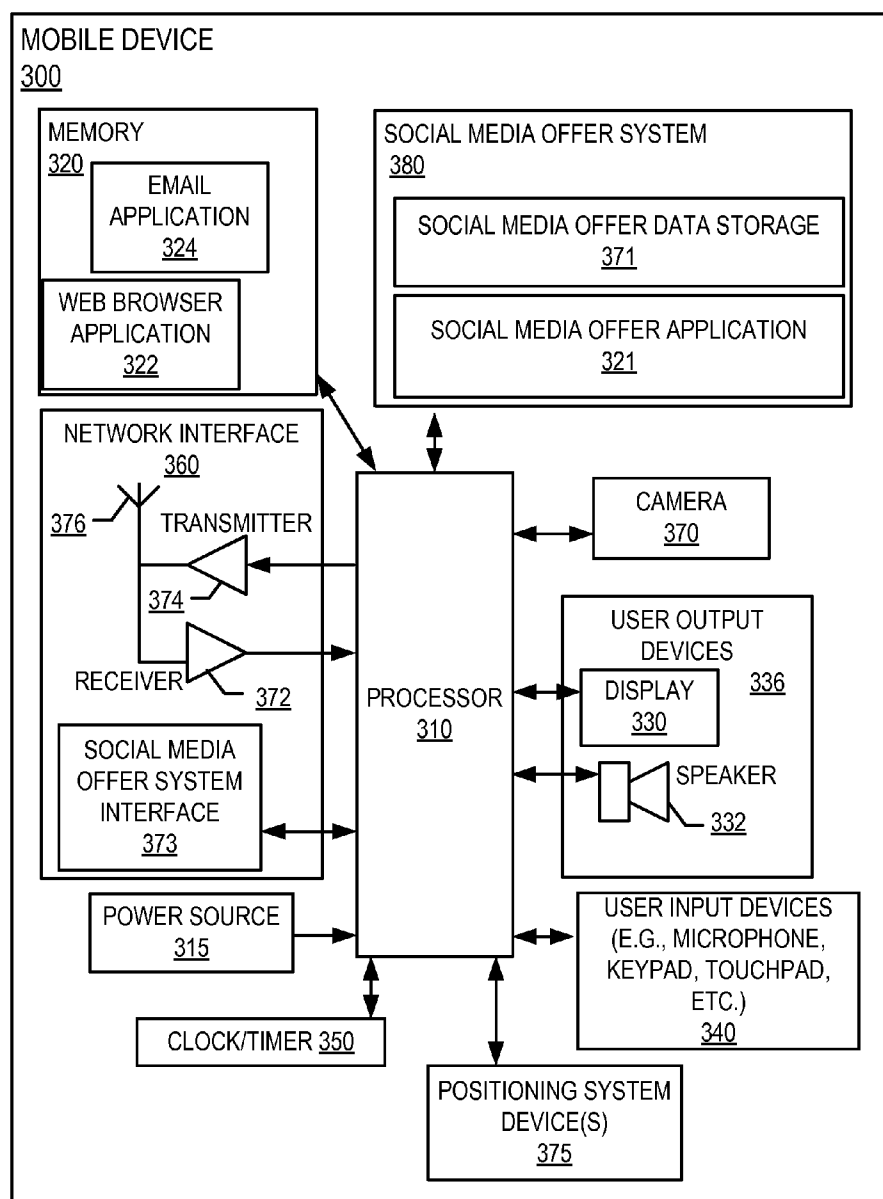 MOBILE DEVICE
300
MEMORY
320
EMAIL
APPLICATION
324
WEB BROWSER
APPLICATION
322
SOCIAL MEDIA OFFER SYSTEM
380
SOCIAL MEDIA OFFER DATA STORAGE
371
SOCIAL MEDIA OFFER APPLICATION
321
NETWORK INTERFACE
360
376
TRANSMITTER
374
RECEIVER
372
SOCIAL MEDIA
OFFER SYSTEM
INTERFACE
373
PROCESSOR
310
CAMERA
370
USER OUTPUT
DEVICES
336
DISPLAY
330
SPEAKER
332
POWER SOURCE
315
USER INPUT DEVICES
(E.G., MICROPHONE,
KEYPAD, TOUCHPAD,
ETC.)
340
CLOCK/TIMER 350
POSITIONING SYSTEM
DEVICE(S)
375